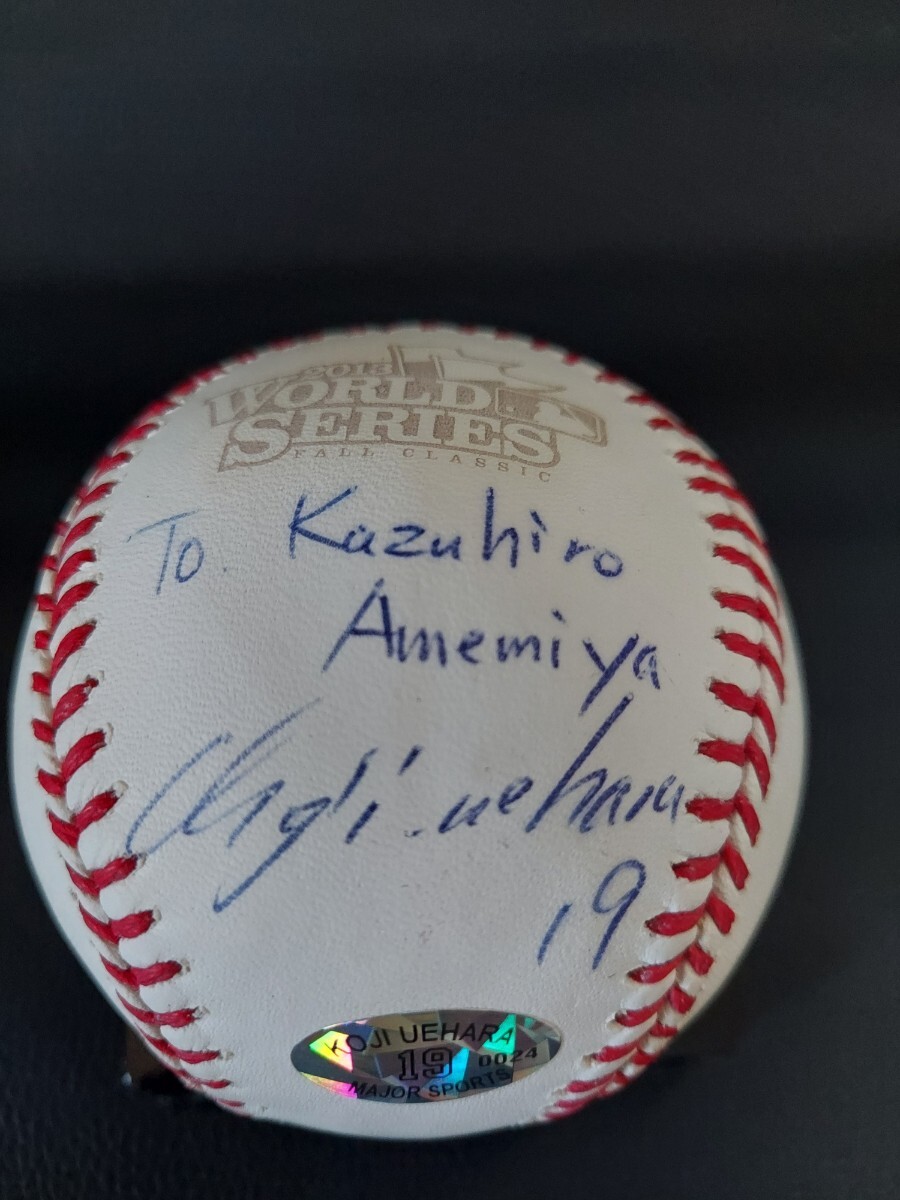 2013
WORLD
SERIES
FALL CLASSIC
To Kazuhiro
Amemiya
Koji Uehara
19
KOJI UEHARA
19 0024
MAJOR SPORTS